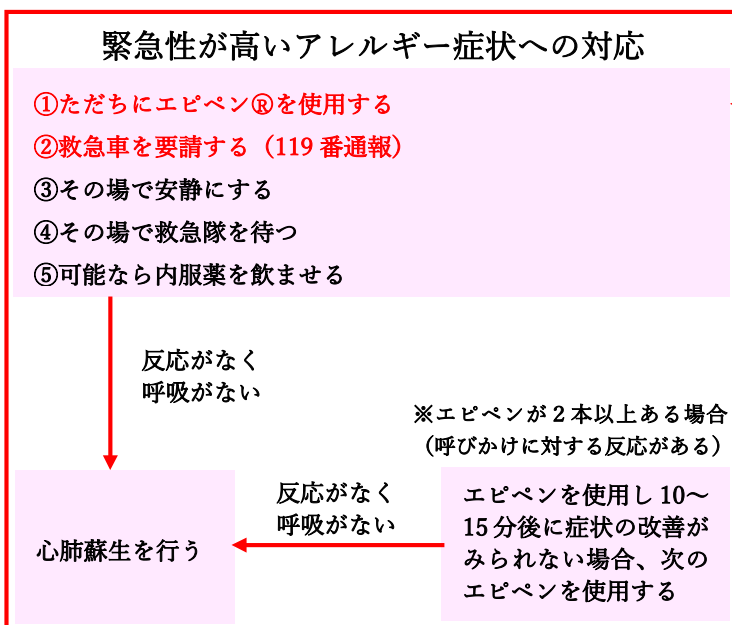 緊急性が高いアレルギー症状への対応
①ただちにエピペン®を使用する
②救急車を要請する（119番通報）
③その場で安静にする
④その場で救急隊を待つ
⑤可能なら内服薬を飲ませる
反応がなく
呼吸がない
※エピペンが２本以上ある場合
（呼びかけに対する反応がある）
反応がなく
呼吸がない
エピペンを使用し10～
15分後に症状の改善が
みられない場合、次の
エピペンを使用する
心肺蘇生を行う